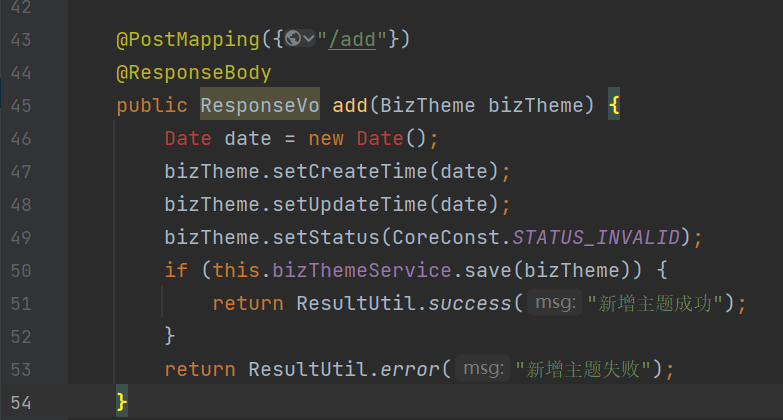 42
43 @PostMapping({"/add"})
44 @ResponseBody
45 public ResponseVo add(BizTheme bizTheme) {
46 Date date = new Date();
47 bizTheme.setCreateTime(date);
48 bizTheme.setUpdateTime(date);
49 bizTheme.setStatus(CoreConst.STATUS_INVALID);
50 if (this.bizThemeService.save(bizTheme)) {
51 return ResultUtil.success( msg: "新增主题成功");
52 }
53 return ResultUtil.error( msg: "新增主题失败");
54 }